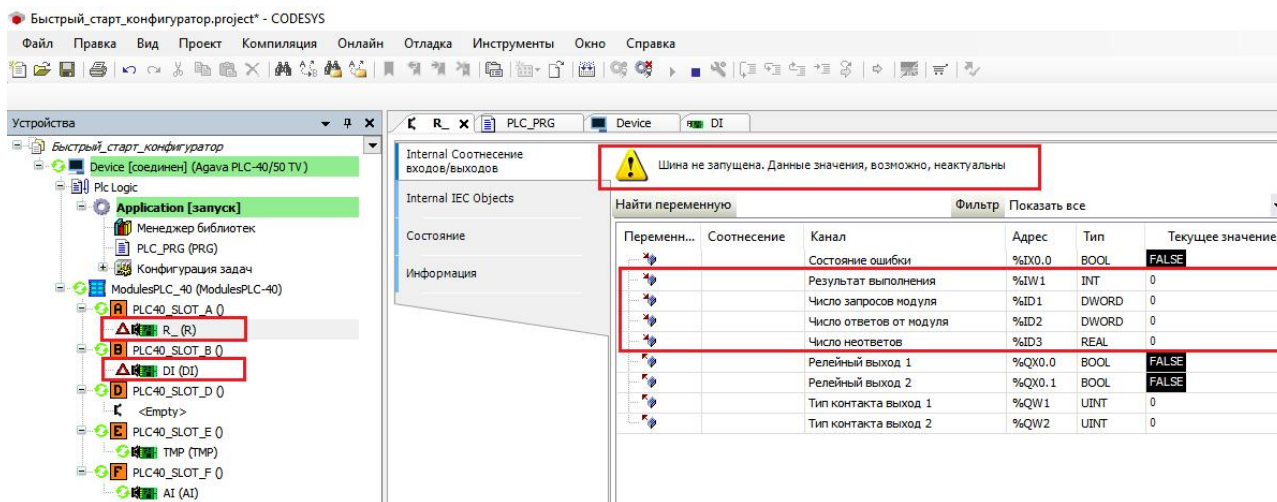 Быстрый_старт_конфигуратор.project* - CODESYS
Файл Правка Вид Проект Компиляция Онлайн Отладка Инструменты Окно Справка
Устройства
Быстрый_старт_конфигуратор
Device [соединен] (Agava PLC-40/50 TV)
Plc Logic
Application [запуск]
Менеджер библиотек
PLC_PRG (PRG)
Конфигурация задач
ModulesPLC_40 (ModulesPLC-40)
A PLC40_SLOT_A ()
R_ (R)
B PLC40_SLOT_B ()
DI (DI)
D PLC40_SLOT_D ()
<Empty>
E PLC40_SLOT_E ()
TMP (TMP)
F PLC40_SLOT_F ()
AI (AI)
R_ PLC_PRG Device DI
Internal Соотнесение
входов/выходов
Internal IEC Objects
Состояние
Информация
Шина не запущена. Данные значения, возможно, неактуальны
Найти переменную Фильтр Показать все
Переменн... Соотнесение Канал Адрес Тип Текущее значение
Состояние ошибки %IX0.0 BOOL FALSE
Результат выполнения %IW1 INT 0
Число запросов модуля %ID1 DWORD 0
Число ответов от модуля %ID2 DWORD 0
Число неответов %ID3 REAL 0
Релейный выход 1 %QX0.0 BOOL FALSE
Релейный выход 2 %QX0.1 BOOL FALSE
Тип контакта выход 1 %QW1 UINT 0
Тип контакта выход 2 %QW2 UINT 0